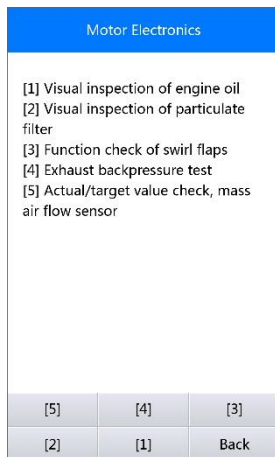 Motor Electronics
[1] Visual inspection of engine oil
[2] Visual inspection of particulate
filter
[3] Function check of swirl flaps
[4] Exhaust backpressure test
[5] Actual/target value check, mass
air flow sensor
[5] [4] [3]
[2] [1] Back